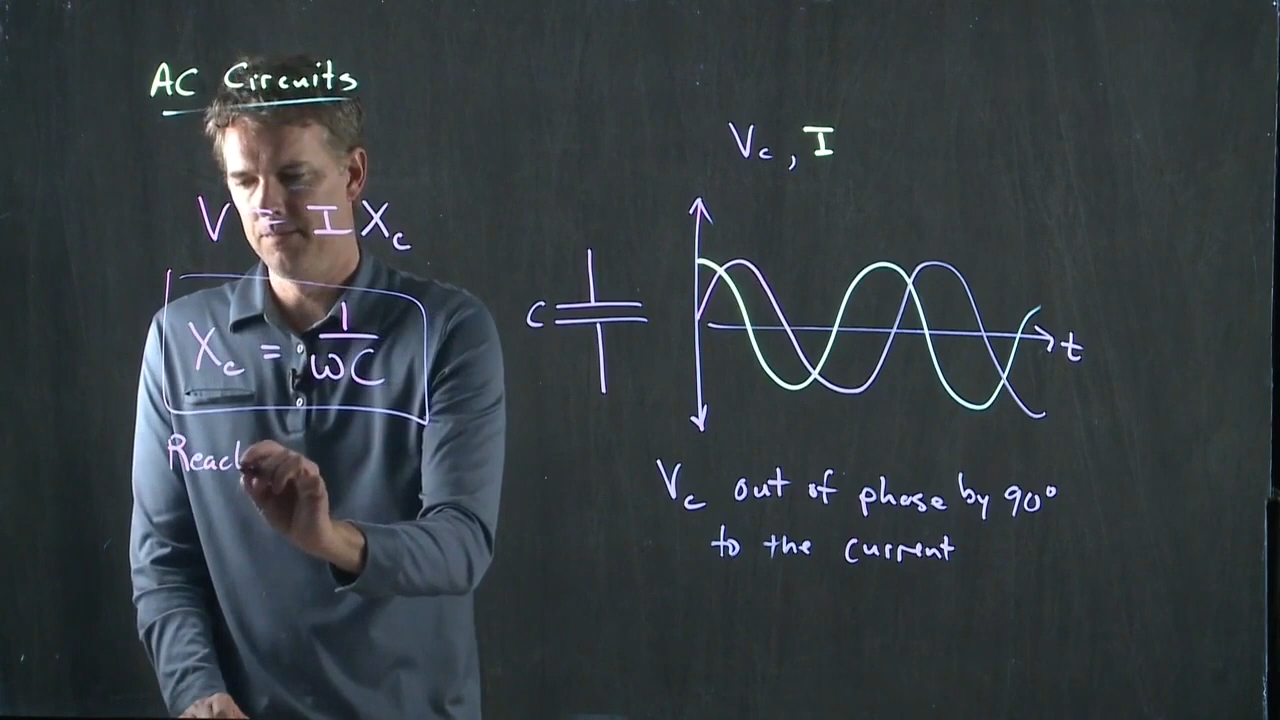 AC Circuits
V = I Xc
Xc = 1/ωC
Reac
Vc, I
C
t
Vc out of phase by 90°
to the current